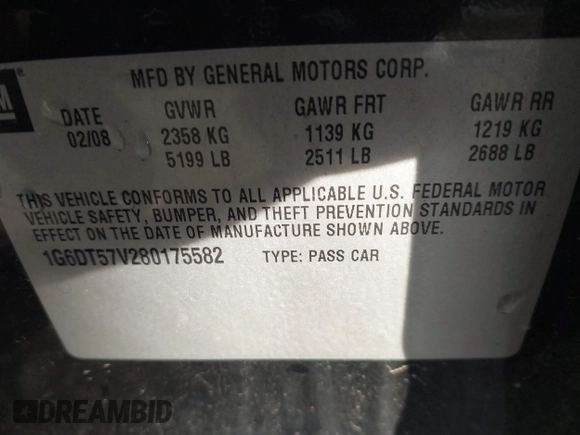 MFD BY GENERAL MOTORS CORP.
DATE GVWR GAWR FRT GAWR RR
02/08 2358 KG 1139 KG 1219 KG
5199 LB 2511 LB 2688 LB
THIS VEHICLE CONFORMS TO ALL APPLICABLE U.S. FEDERAL MOTOR
VEHICLE SAFETY, BUMPER, AND THEFT PREVENTION STANDARDS IN
EFFECT ON THE DATE OF MANUFACTURE SHOWN ABOVE.
1G6DT57V280175582 TYPE: PASS CAR
DREAMBID